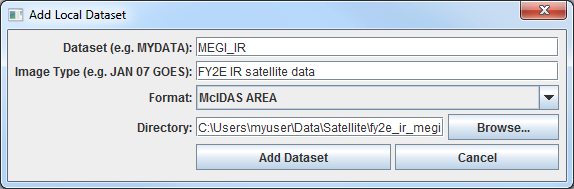 Add Local Dataset
Dataset (e.g. MYDATA): MEGI_IR
Image Type (e.g. JAN 07 GOES): FY2E IR satellite data
Format: McIDAS AREA
Directory: C:\Users\myuser\Data\Satellite\fy2e_ir_megi Browse...
Add Dataset Cancel